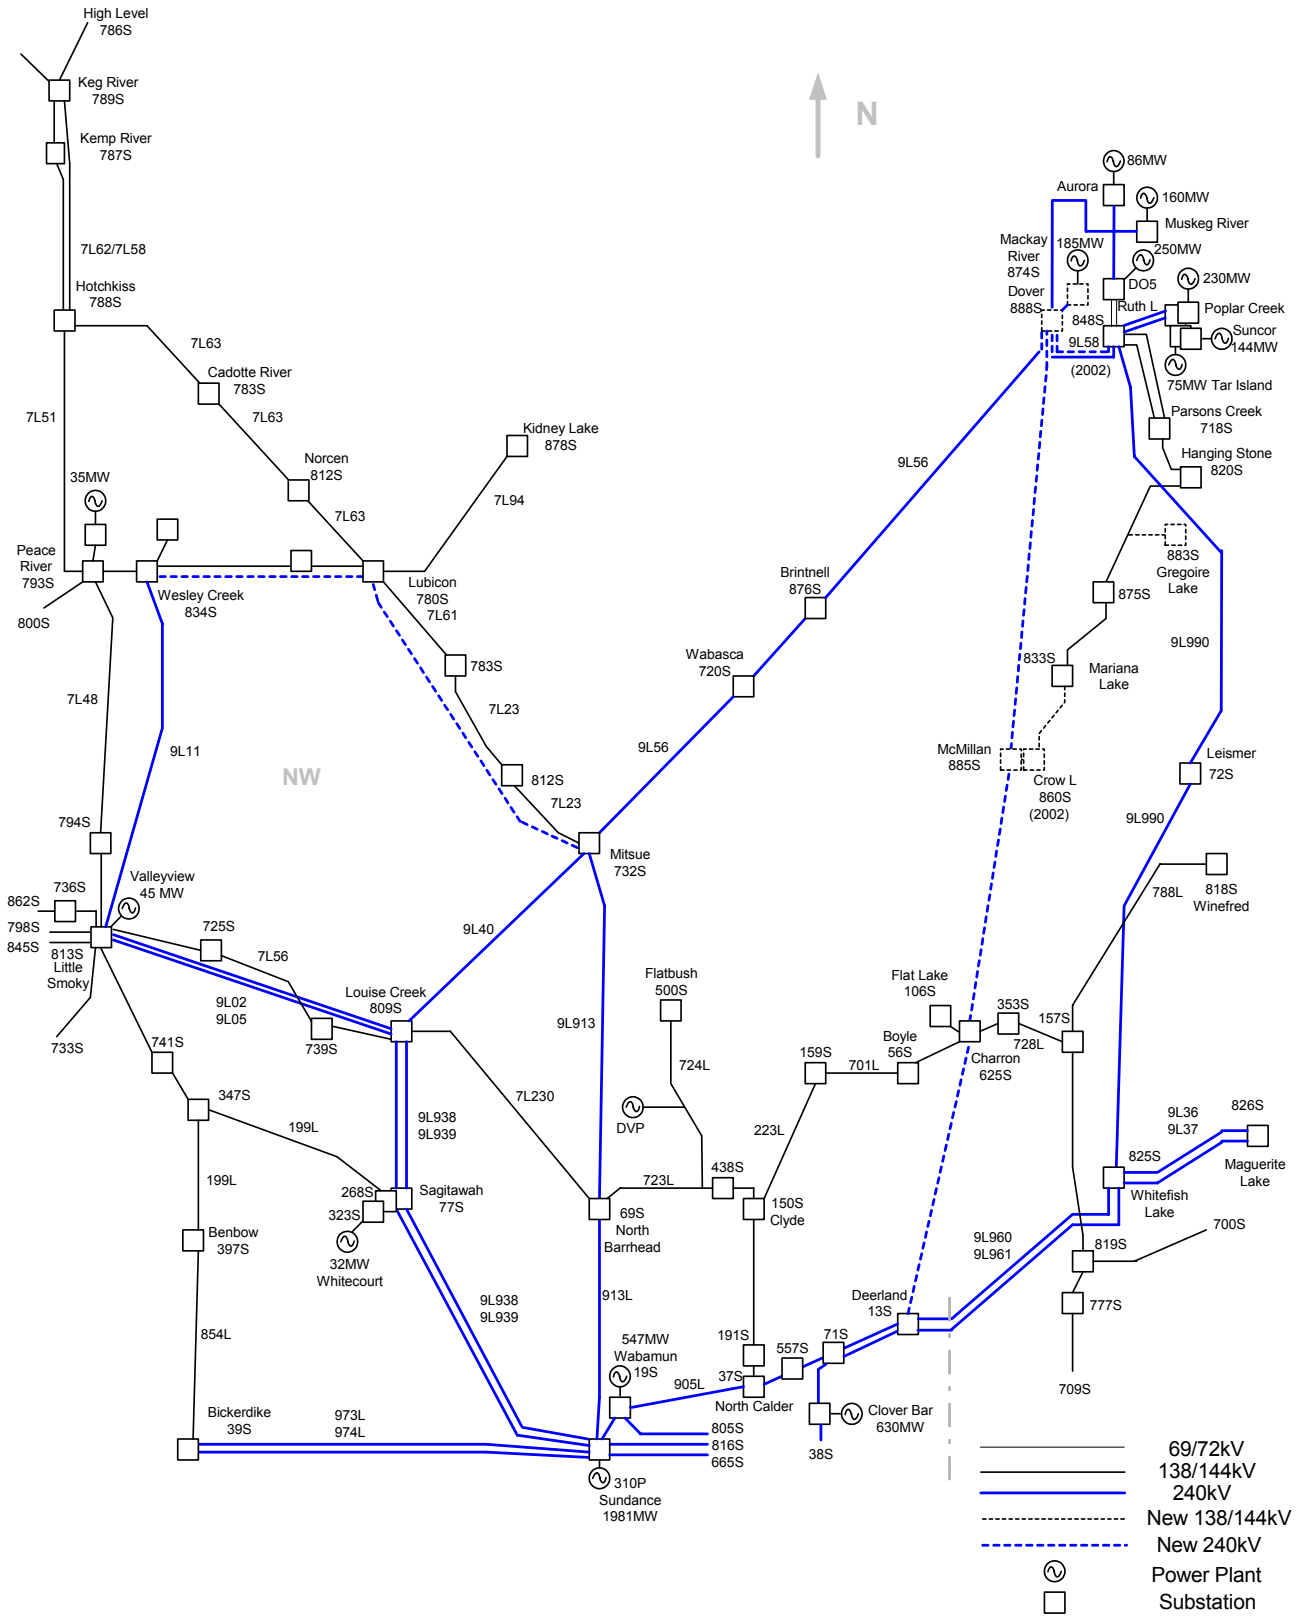 High Level
786S
Keg River
789S
Kemp River
787S
7L62/7L58
Hotchkiss
788S
7L63
Cadotte River
783S
7L63
7L51
Norcen
812S
7L63
Kidney Lake
878S
7L94
35MW
Peace
River
793S
800S
Wesley Creek
834S
Lubicon
780S
7L61
783S
7L23
812S
7L23
7L48
9L11
NW
N
86MW
Aurora
160MW
Muskeg River
Mackay
River
874S
185MW
250MW
Dover
888S
DO5
230MW
Ruth L
848S
Poplar Creek
Suncor
144MW
9L58
(2002)
75MW Tar Island
Parsons Creek
718S
Hanging Stone
820S
9L56
883S
Gregoire
Lake
Brintnell
876S
875S
9L990
Wabasca
720S
833S
Mariana
Lake
9L56
McMillan
885S
Crow L
860S
(2002)
Leismer
72S
9L990
Mitsue
732S
794S
Valleyview
45 MW
862S
736S
798S
845S
813S
Little
Smoky
725S
7L56
9L02
9L05
733S
739S
Louise Creek
809S
9L40
9L913
Flatbush
500S
Flat Lake
106S
353S
157S
788L
818S
Winefred
741S
347S
724L
159S
701L
Boyle
56S
Charron
625S
728L
7L230
9L938
9L939
DVP
223L
9L36
9L37
826S
199L
199L
438S
723L
825S
Whitefish
Lake
Maguerite
Lake
268S
323S
Sagitawah
77S
32MW
Whitecourt
69S
North
Barrhead
150S
Clyde
Benbow
397S
9L960
9L961
819S
700S
854L
9L938
9L939
913L
Deerland
13S
777S
547MW
Wabamun
19S
191S
557S
71S
905L
37S
North Calder
709S
Bickerdike
39S
973L
974L
805S
816S
665S
Clover Bar
630MW
38S
310P
Sundance
1981MW
69/72kV
138/144kV
240kV
New 138/144kV
New 240kV
Power Plant
Substation